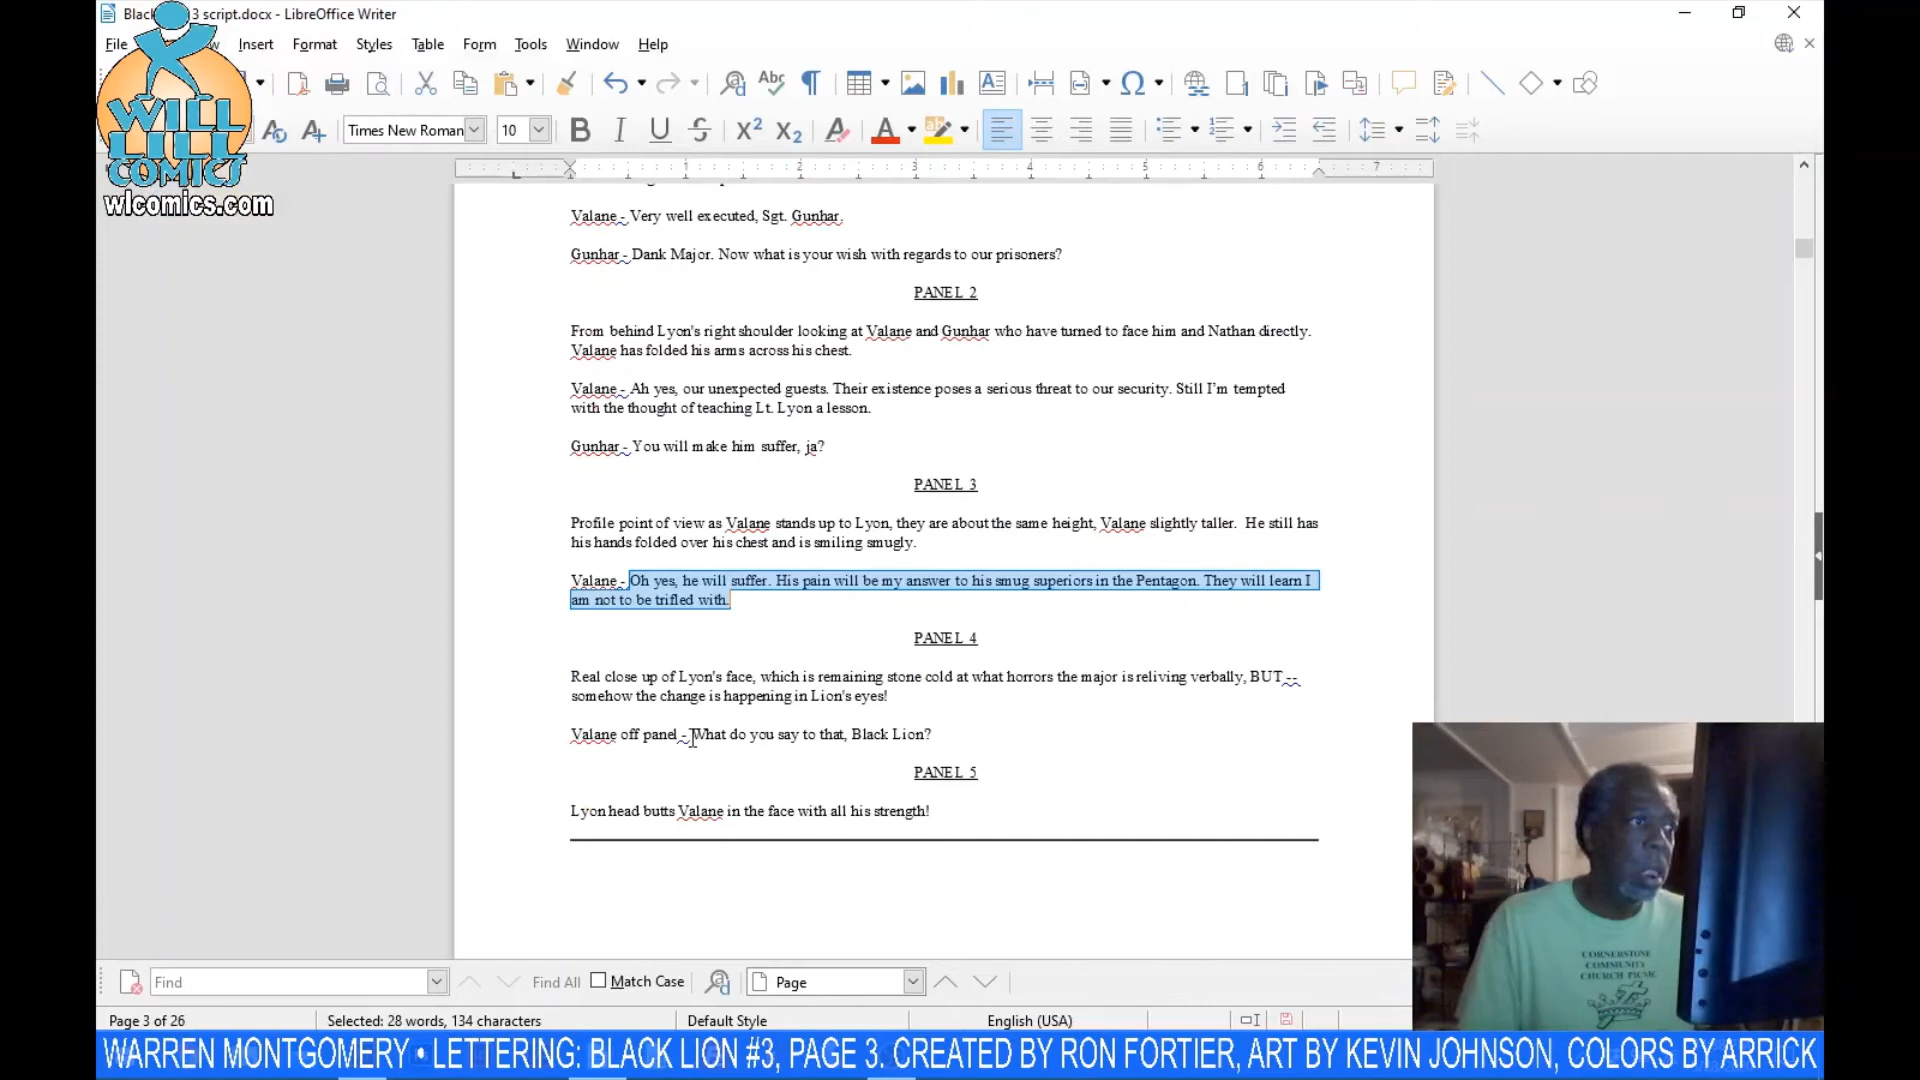 Black
3 script.docx - LibreOffice Writer
File
Insert
Format
Styles
Table
Form
Tools
Window
Help
WILL
LILL
COMICS
wlcomics.com
Times New Roman
10
1
2
3
4
5
6
7
Valane - Very well executed, Sgt. Gunhar.
Gunhar - Dank Major. Now what is your wish with regards to our prisoners?
PANEL 2
From behind Lyon's right shoulder looking at Valane and Gunhar who have turned to face him and Nathan directly.
Valane has folded his arms across his chest.
Valane - Ah yes, our unexpected guests. Their existence poses a serious threat to our security. Still I'm tempted
with the thought of teaching Lt. Lyon a lesson.
Gunhar - You will make him suffer, ja?
PANEL 3
Profile point of view as Valane stands up to Lyon, they are about the same height, Valane slightly taller. He still has
his hands folded over his chest and is smiling smugly.
Valane - Oh yes, he will suffer. His pain will be my answer to his smug superiors in the Pentagon. They will learn I
am not to be trifled with.
PANEL 4
Real close up of Lyon's face, which is remaining stone cold at what horrors the major is reliving verbally, BUT --
somehow the change is happening in Lion's eyes!
Valane off panel - What do you say to that, Black Lion?
PANEL 5
Lyon head butts Valane in the face with all his strength!
CORNERSTONE
COMMUNITY
CHURCH PICNIC
Find
Find All
Match Case
Page
Page 3 of 26
Selected: 28 words, 134 characters
Default Style
English (USA)
WARREN MONTGOMERY • LETTERING: BLACK LION #3, PAGE 3. CREATED BY RON FORTIER, ART BY KEVIN JOHNSON, COLORS BY ARRICK